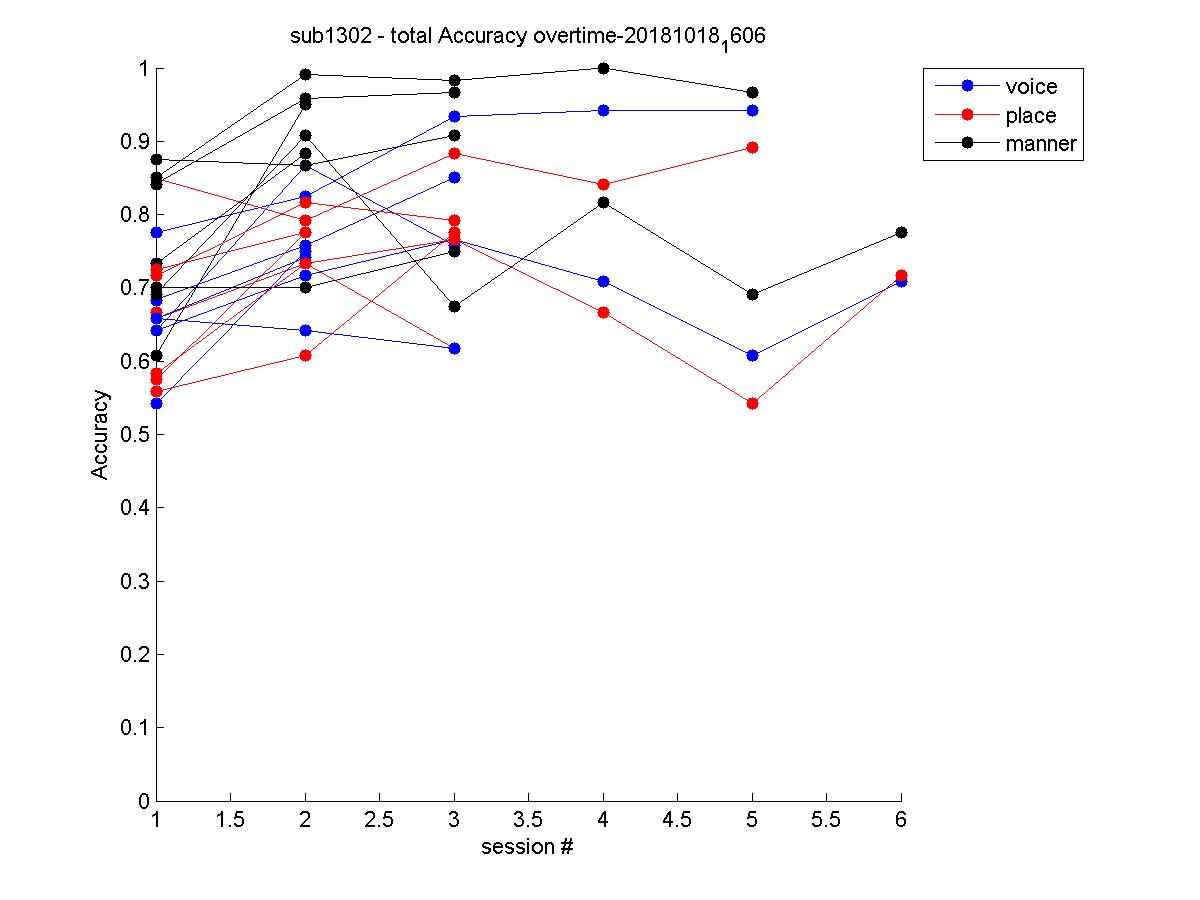 sub1302 - total Accuracy overtime-20181018₁606
voice
place
manner
1
0.9
0.8
0.7
0.6
0.5
0.4
0.3
0.2
0.1
0
Accuracy
1 1.5 2 2.5 3 3.5 4 4.5 5 5.5 6
session #